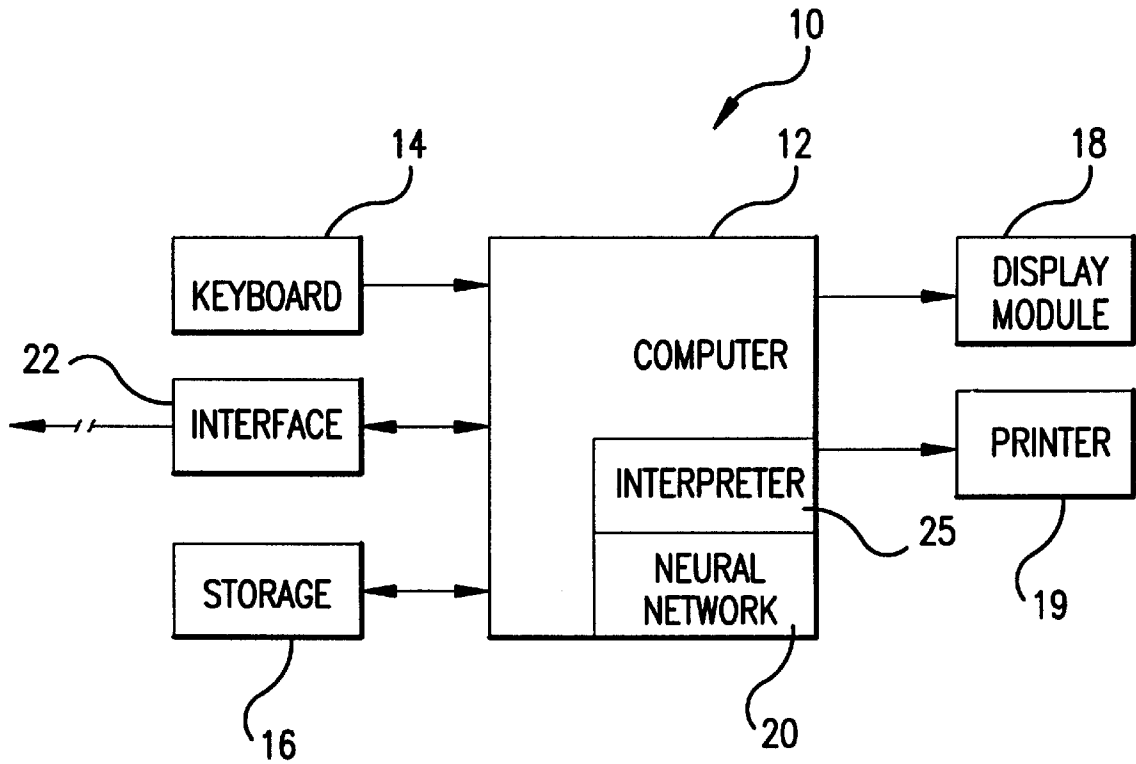 10
14
12
18
KEYBOARD
DISPLAY
MODULE
COMPUTER
22
INTERFACE
PRINTER
INTERPRETER
25
STORAGE
NEURAL
NETWORK
19
16
20